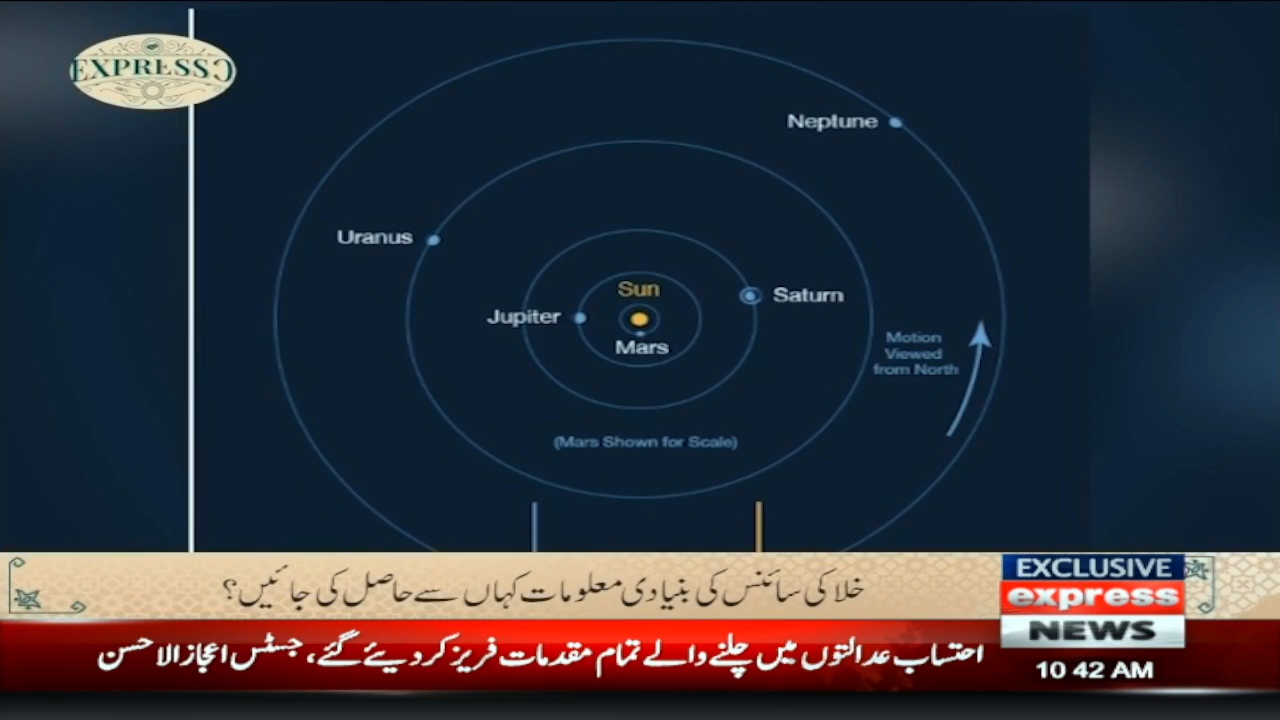 EXPRESSO
Neptune
Uranus
Sun
Saturn
Jupiter
Mars
Motion
Viewed
from North
(Mars Shown for Scale)
خلا کی سائنس کی بنیادی معلومات کہاں سے حاصل کی جائیں؟
EXCLUSIVE
express
NEWS
احتساب عدالتوں میں چلنے والے تمام مقدمات فریز کر دیئے گئے، جسٹس اعجاز الاحسن
10 42 AM